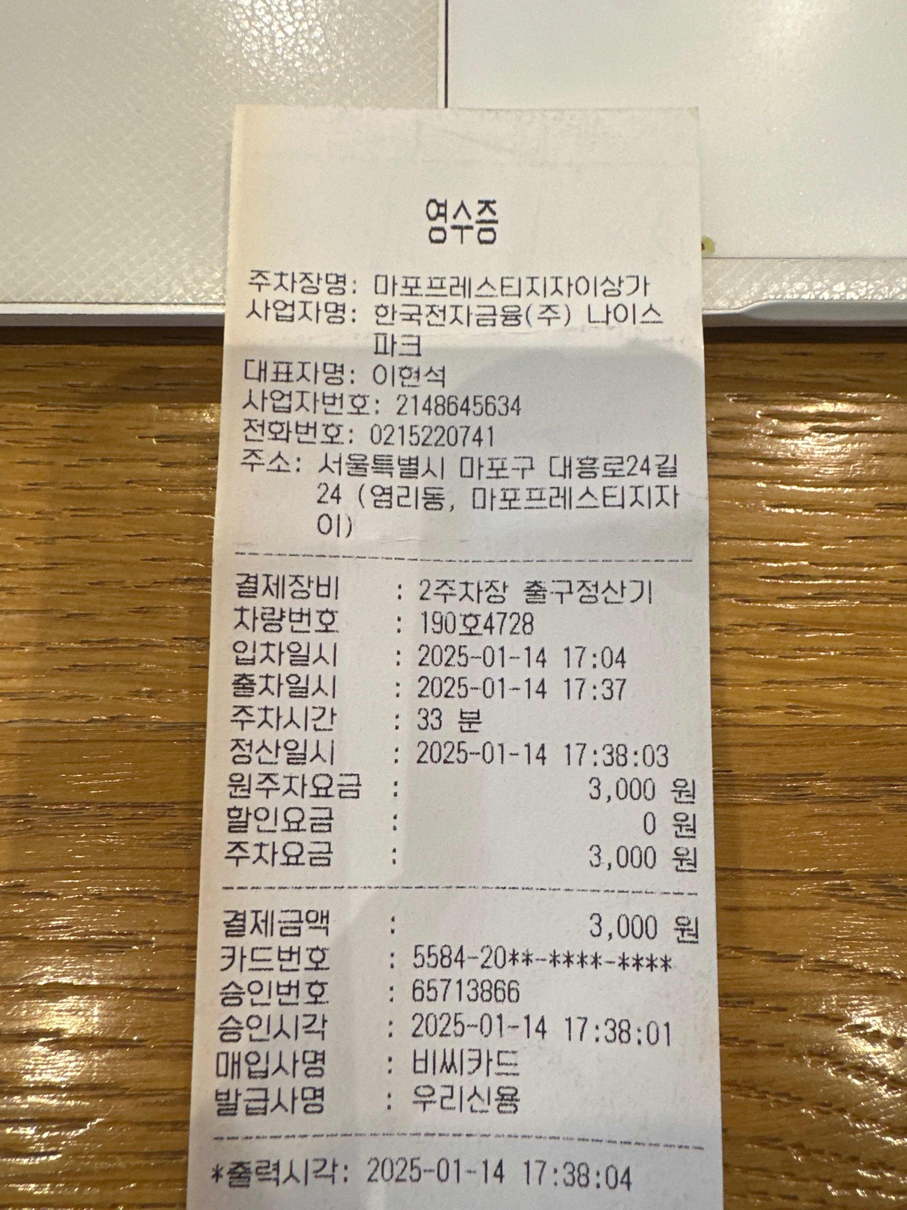 영수증
주차장명: 마포프레스티지자이상가
사업자명: 한국전자금융(주) 나이스
파크
대표자명: 이현석
사업자번호: 2148645634
전화번호: 0215220741
주소: 서울특별시 마포구 대흥로24길
24 (염리동, 마포프레스티지자
이)
결제장비 : 2주차장 출구정산기
차량번호 : 190호4728
입차일시 : 2025-01-14 17:04
출차일시 : 2025-01-14 17:37
주차시간 : 33 분
정산일시 : 2025-01-14 17:38:03
원주차요금 : 3,000 원
할인요금 : 0 원
주차요금 : 3,000 원
결제금액 : 3,000 원
카드번호 : 5584-20**-****-****
승인번호 : 65713866
승인시각 : 2025-01-14 17:38:01
매입사명 : 비씨카드
발급사명 : 우리신용
*출력시각: 2025-01-14 17:38:04